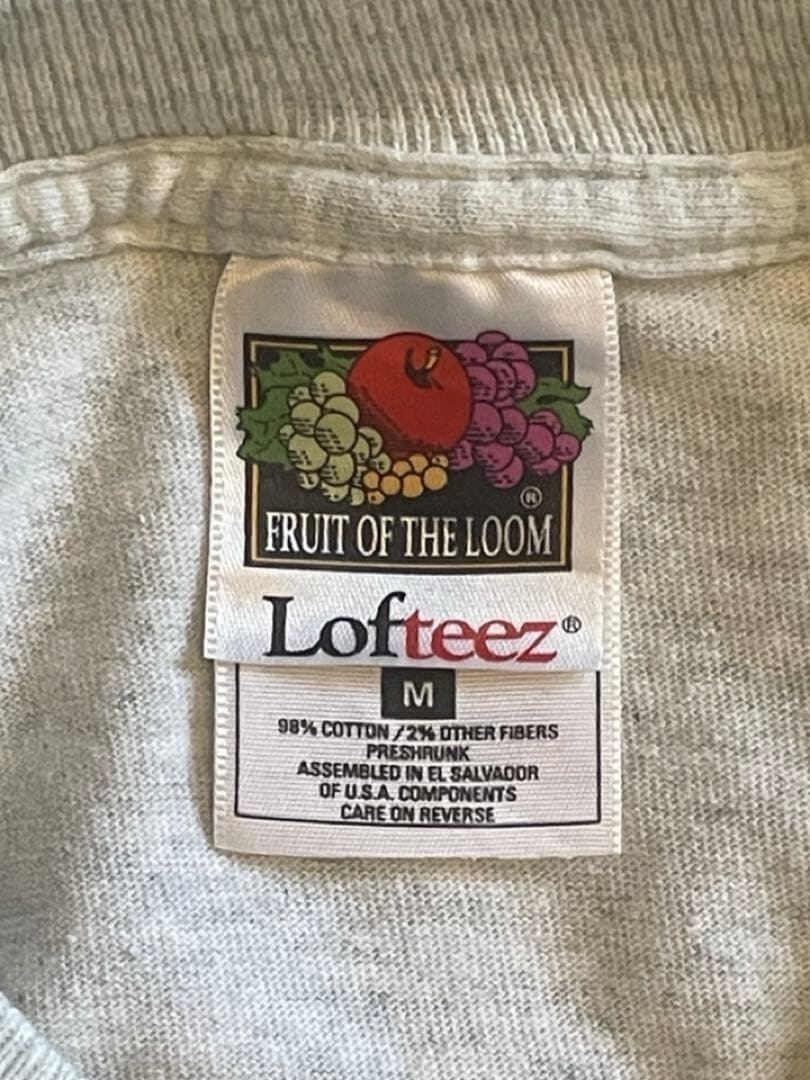 ®
FRUIT OF THE LOOM
Lofteez®
M
98% COTTON / 2% OTHER FIBERS
PRESHRUNK
ASSEMBLED IN EL SALVADOR
OF U.S.A. COMPONENTS
CARE ON REVERSE